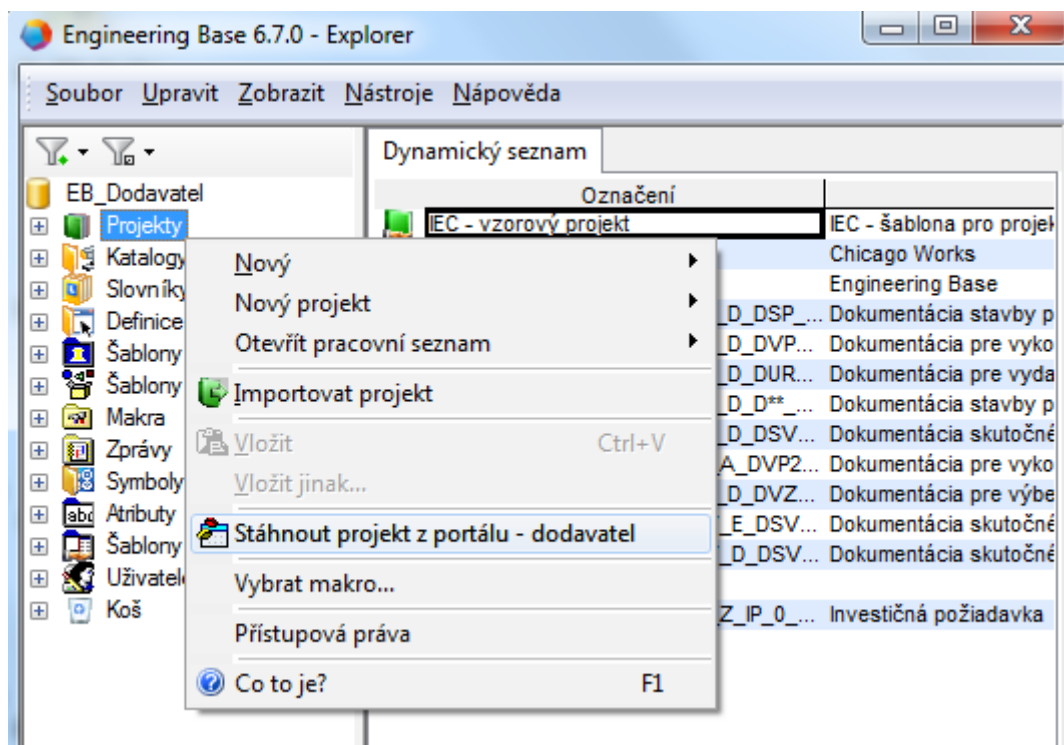 Engineering Base 6.7.0 - Explorer
Soubor Upravit Zobrazit Nástroje Nápověda
Dynamický seznam
EB_Dodavatel
Projekty
Katalogy
Slovníky
Definice
Šablony
Šablony
Makra
Zprávy
Symboly
Atributy
Šablony
Uživatelé
Koš
Nový
Nový projekt
Otevřít pracovní seznam
Importovat projekt
Vložit Ctrl+V
Vložit jinak...
Stáhnout projekt z portálu - dodavatel
Vybrat makro...
Přístupová práva
Co to je? F1
Označení
IEC - vzorový projekt IEC - šablona pro projek
Chicago Works
Engineering Base
_D_DSP_... Dokumentácia stavby p
_D_DVP... Dokumentácia pre vyko
_D_DUR... Dokumentácia pre vyda
_D_D**_... Dokumentácia stavby p
_D_DSV... Dokumentácia skutočné
A_DVP2... Dokumentácia pre vyko
_D_DVZ... Dokumentácia pre výbe
_E_DSV... Dokumentácia skutočné
_D_DSV... Dokumentácia skutočné
Z_IP_0_... Investičná požiadavka